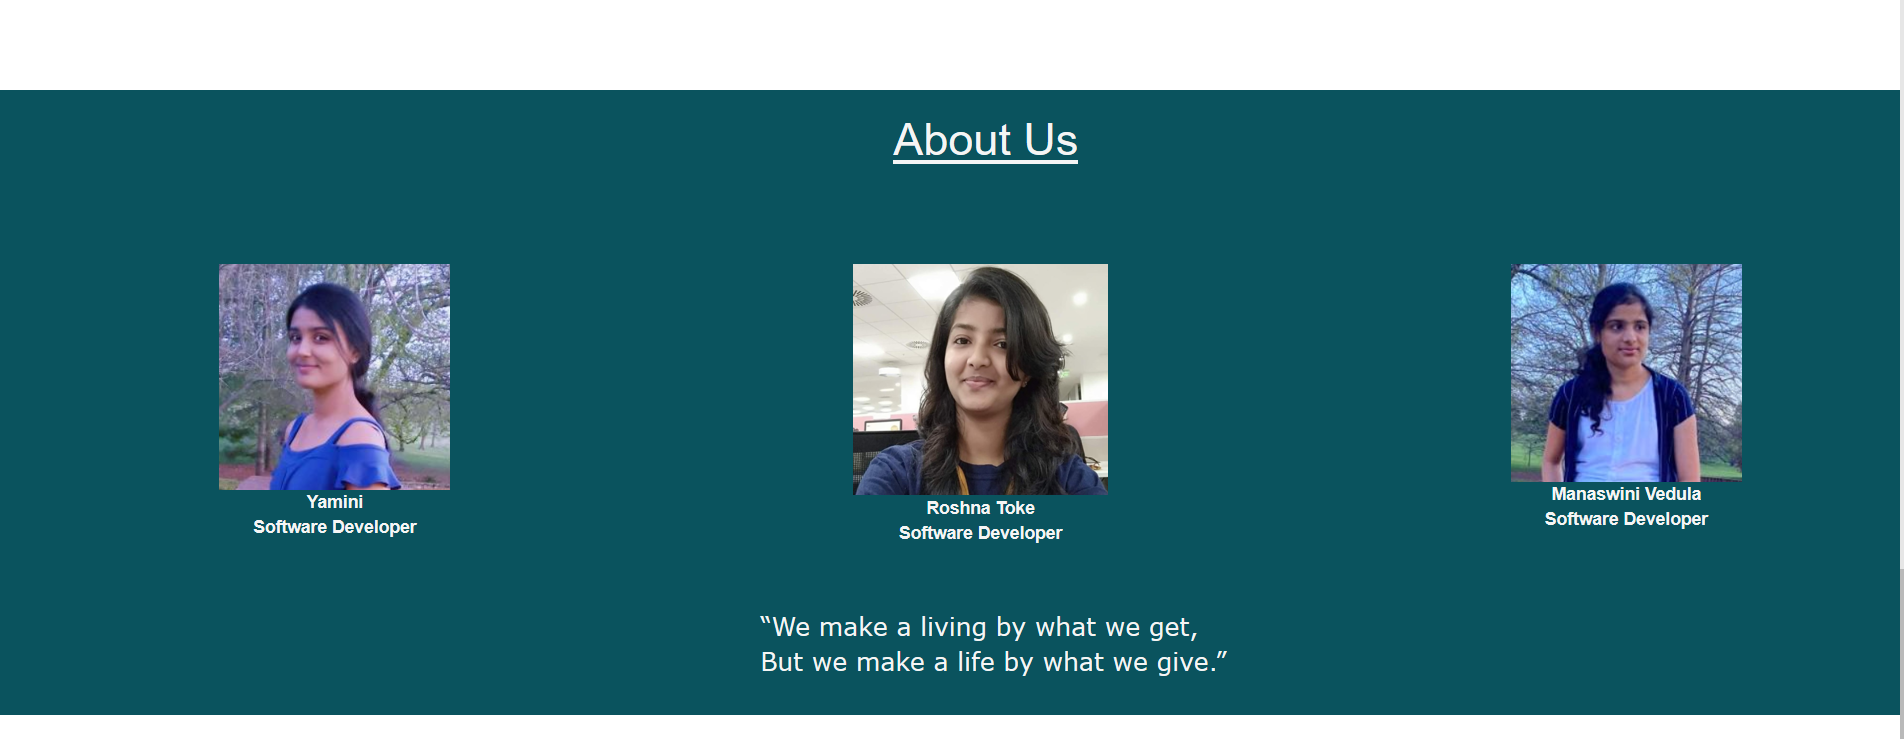 About Us
Yamini
Software Developer
Roshna Toke
Software Developer
Manaswini Vedula
Software Developer
“We make a living by what we get,
But we make a life by what we give.”